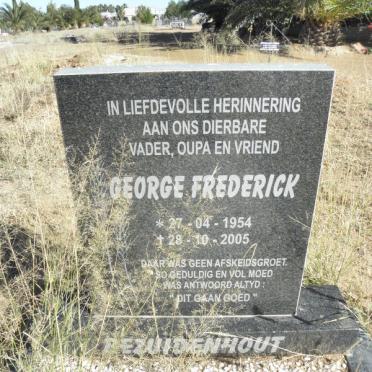 IN LIEFDEVOLLE HERINNERING
AAN ONS DIERBARE
VADER, OUPA EN VRIEND
GEORGE FREDERICK
* 27 - 04 - 1954
† 28 - 10 - 2005
DAAR WAS GEEN AFSKEIDSGROET.
"SO GEDULDIG EN VOL MOED
WAS ANTWOORD ALTYD :
" DIT GAAN GOED "
BEZUIDENHOUT